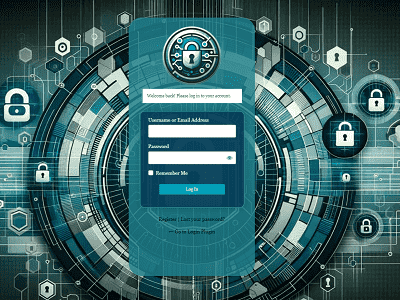 Welcome back! Please log in to your account.
Username or Email Address
Password
Remember Me
Log In
Register | Lost your password?
← Go to Login Plugin